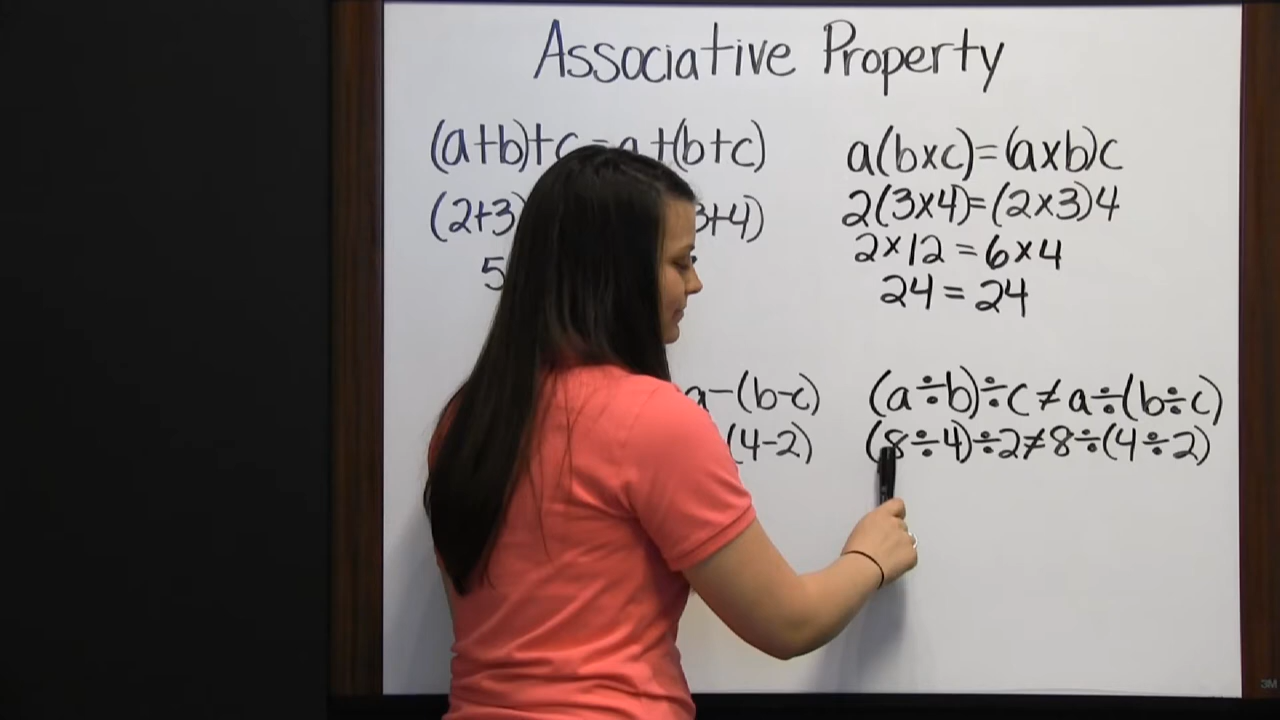 Associative Property
(a+b)+c=a+(b+c)
(2+3) 3+4)
5
a-(b-c)
(4-2)
a(b×c)=(a×b)c
2(3×4)=(2×3)4
2×12=6×4
24=24
(a÷b)÷c≠a÷(b÷c)
(8÷4)÷2≠8÷(4÷2)
3M